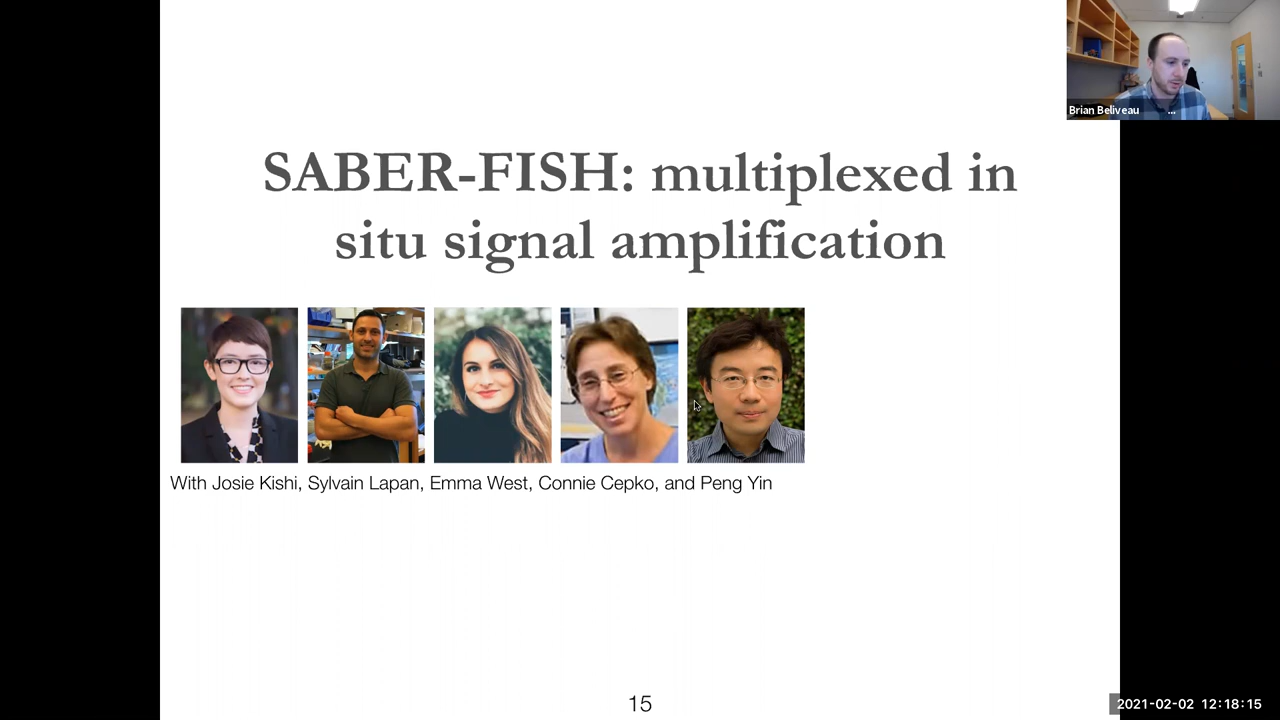 Brian Beliveau
...
SABER-FISH: multiplexed in
situ signal amplification
With Josie Kishi, Sylvain Lapan, Emma West, Connie Cepko, and Peng Yin
15
2021-02-02 12:18:15